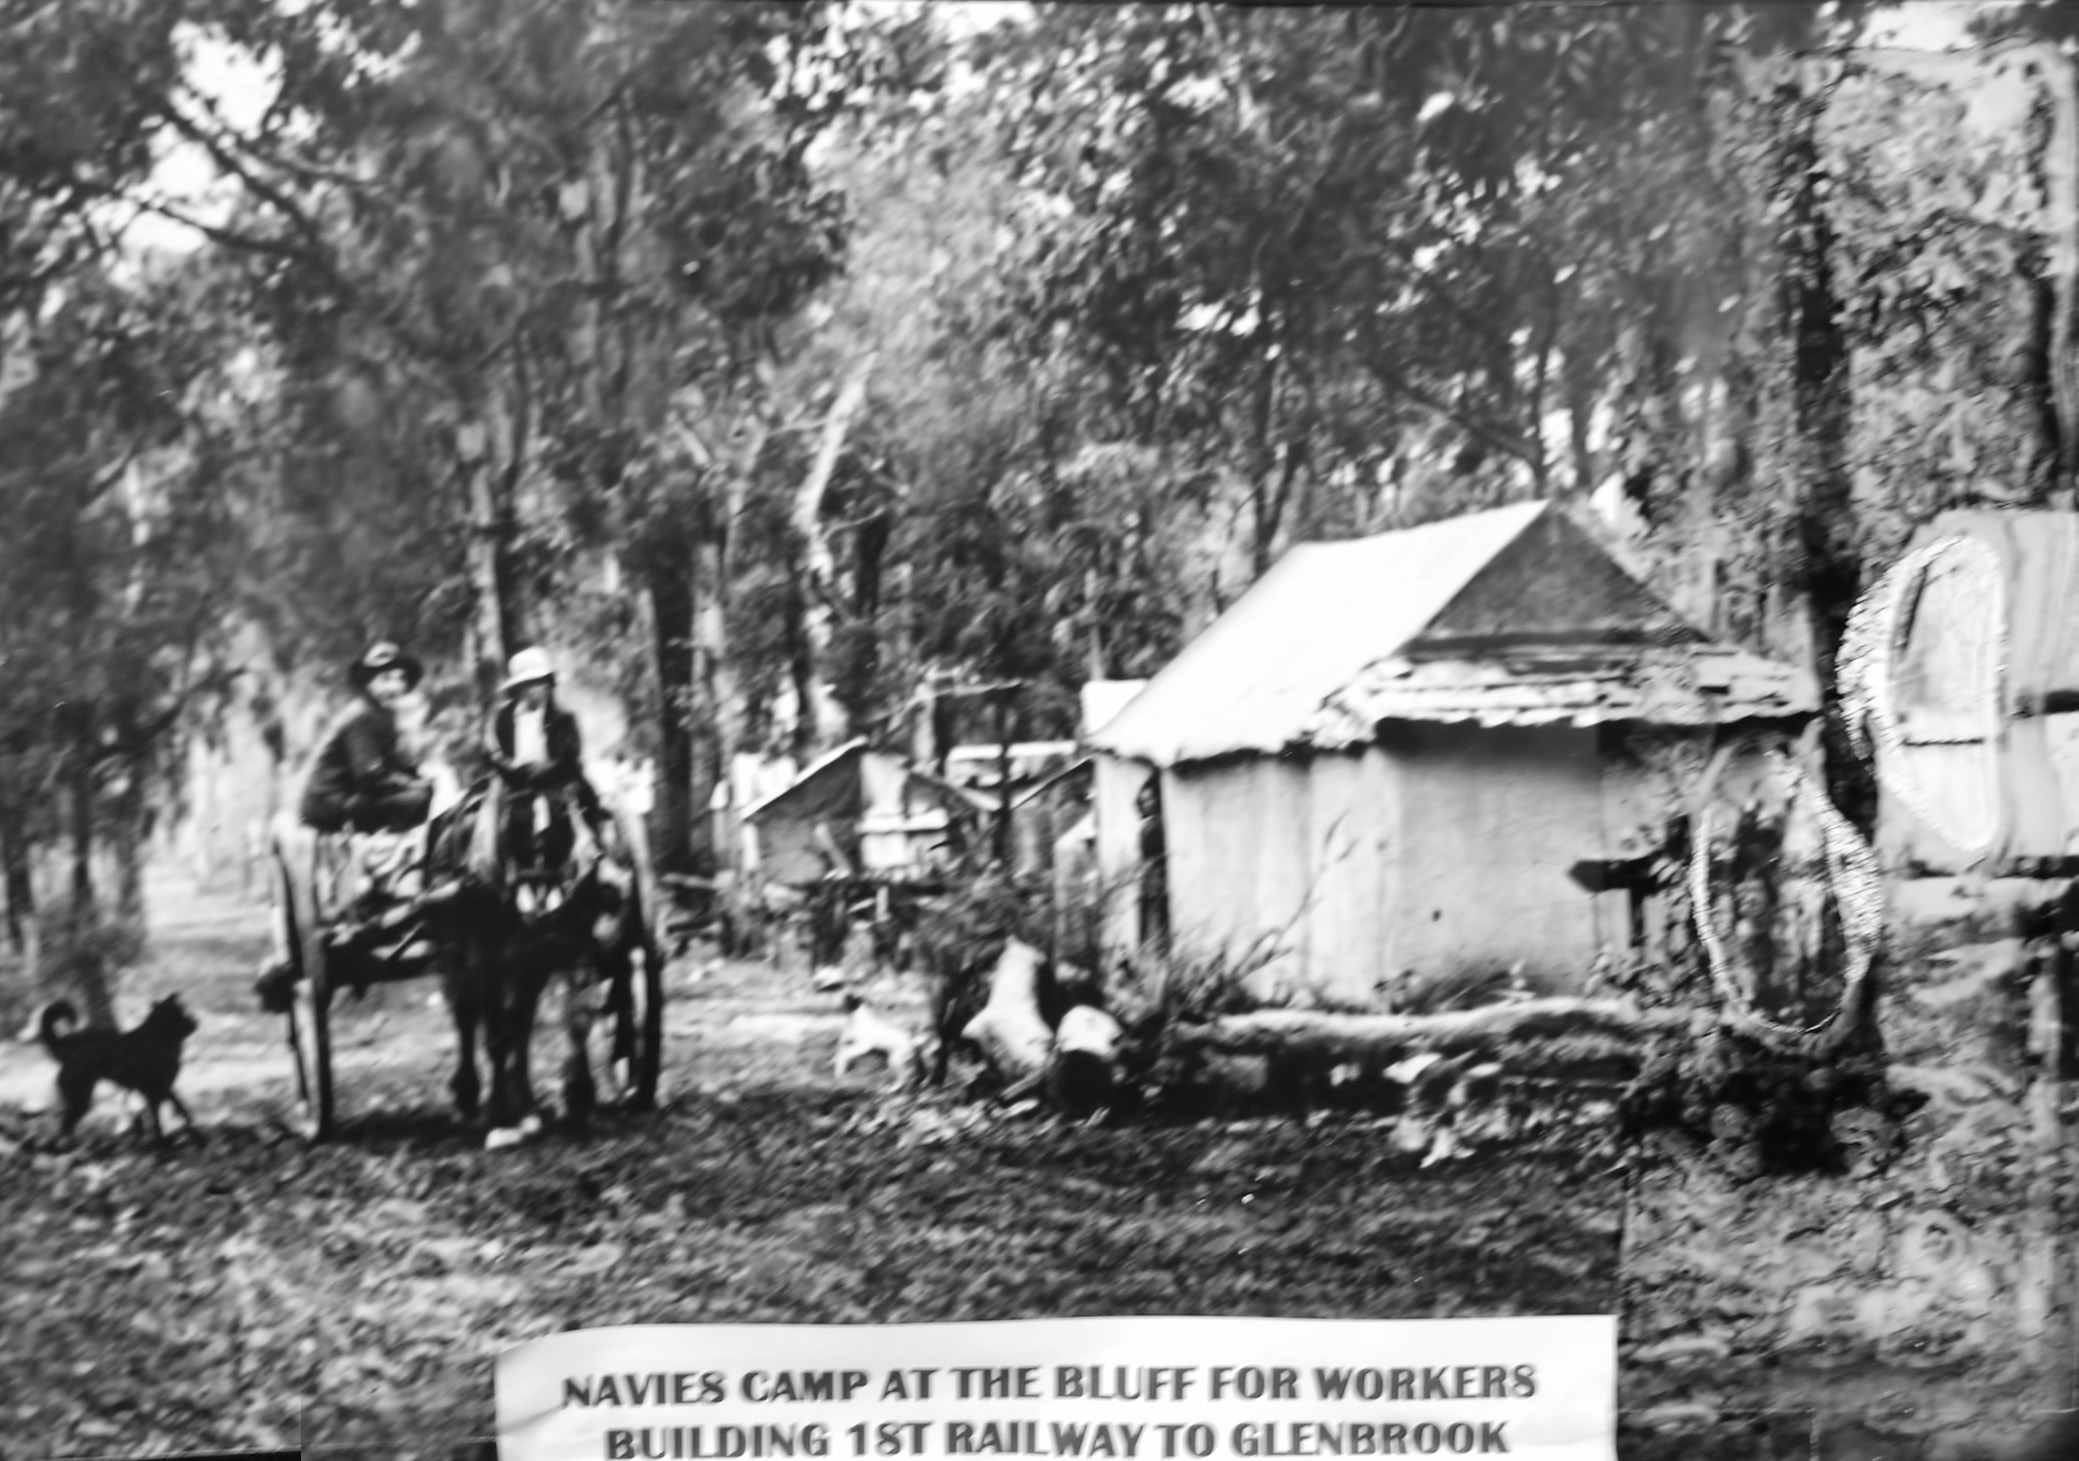 NAVIES CAMP AT THE BLUFF FOR WORKERS
BUILDING 1ST RAILWAY TO GLENBROOK